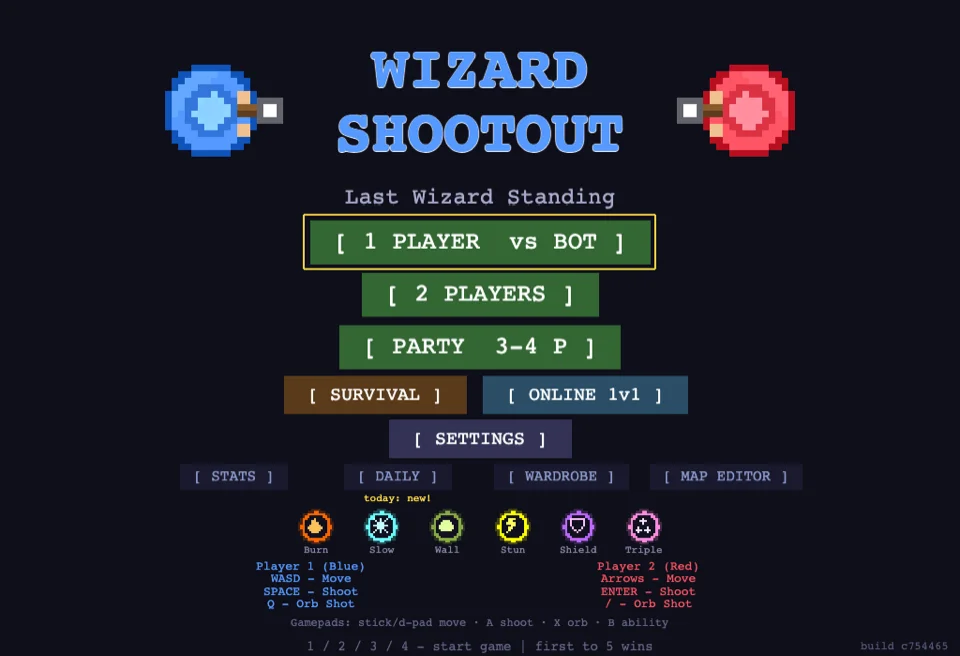 WIZARD
SHOOTOUT
Last Wizard Standing
[ 1 PLAYER vs BOT ]
[ 2 PLAYERS ]
[ PARTY 3-4 P ]
[ SURVIVAL ] [ ONLINE 1v1 ]
[ SETTINGS ]
[ STATS ] [ DAILY ] [ WARDROBE ] [ MAP EDITOR ]
today: new!
Burn Slow Wall Stun Shield Triple
Player 1 (Blue) Player 2 (Red)
WASD - Move Arrows - Move
SPACE - Shoot ENTER - Shoot
Q - Orb Shot / - Orb Shot
Gamepads: stick/d-pad move · A shoot · X orb · B ability
1 / 2 / 3 / 4 - start game | first to 5 wins
build c754465